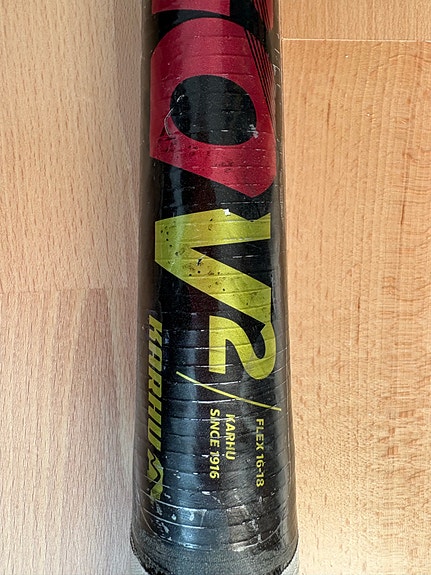 V2
KARHU
FLEX 16-18
KARHU
SINCE 1916